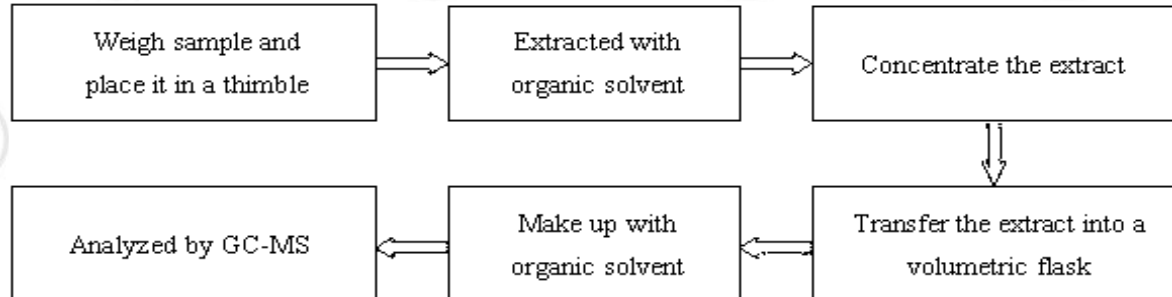 Weigh sample and
place it in a thimble
Extracted with
organic solvent
Concentrate the extract
Transfer the extract into a
volumetric flask
Make up with
organic solvent
Analyzed by GC-MS